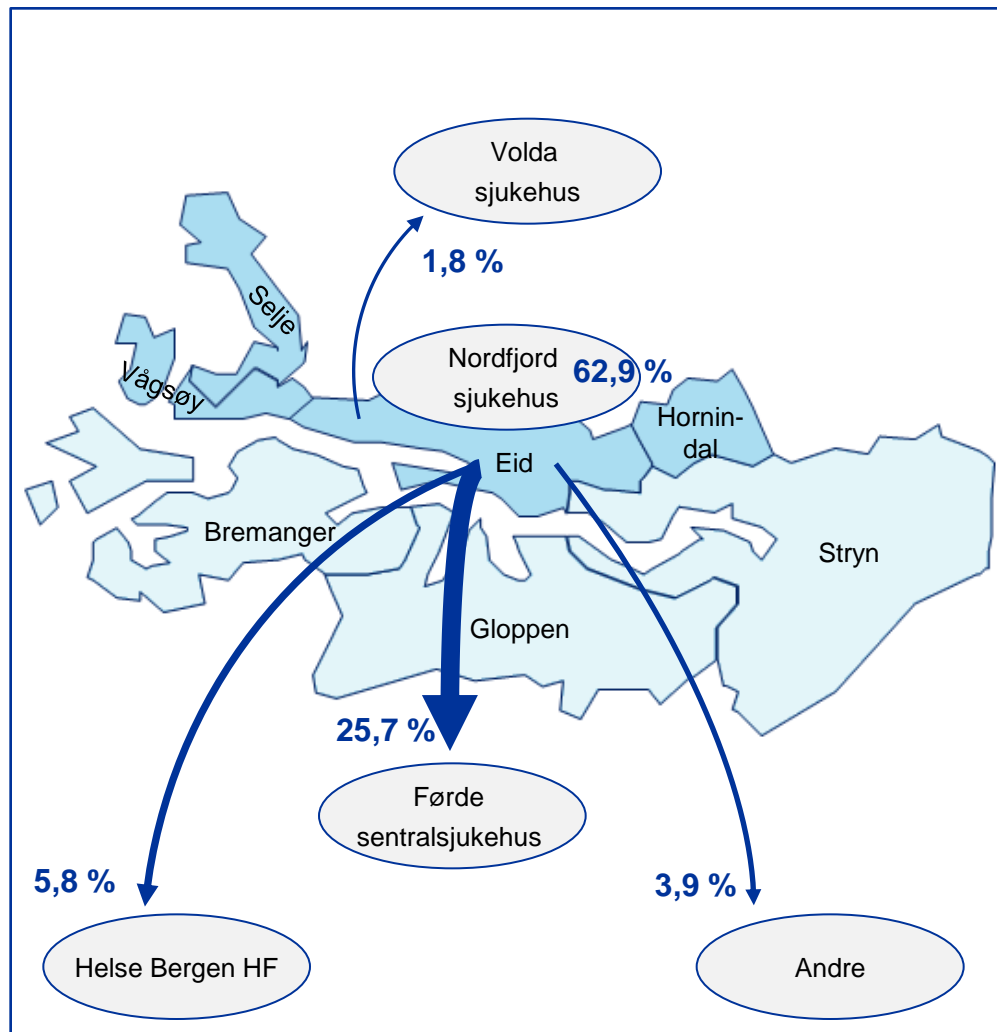 Volda
sjukehus
1,8 %
Selje
Vågsøy
Nordfjord
sjukehus
62,9 %
Hornin-
dal
Eid
Bremanger
Stryn
Gloppen
25,7 %
Førde
sentralsjukehus
5,8 %
3,9 %
Helse Bergen HF
Andre